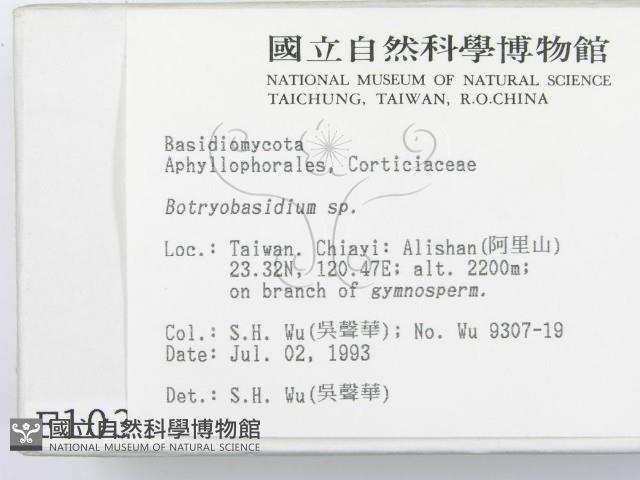 國立自然科學博物館
NATIONAL MUSEUM OF NATURAL SCIENCE
TAICHUNG, TAIWAN, R.O.CHINA
Basidiomycota
Aphyllophorales, Corticiaceae
Botryobasidium sp.
Loc.: Taiwan. Chiayi: Alishan(阿里山)
23.32N, 120.47E; alt. 2200m;
on branch of gymnosperm.
Col.: S.H. Wu(吳聲華); No. Wu 9307-19
Date: Jul. 02, 1993
Det.: S.H. Wu(吳聲華)
國立自然科學博物館
NATIONAL MUSEUM OF NATURAL SCIENCE